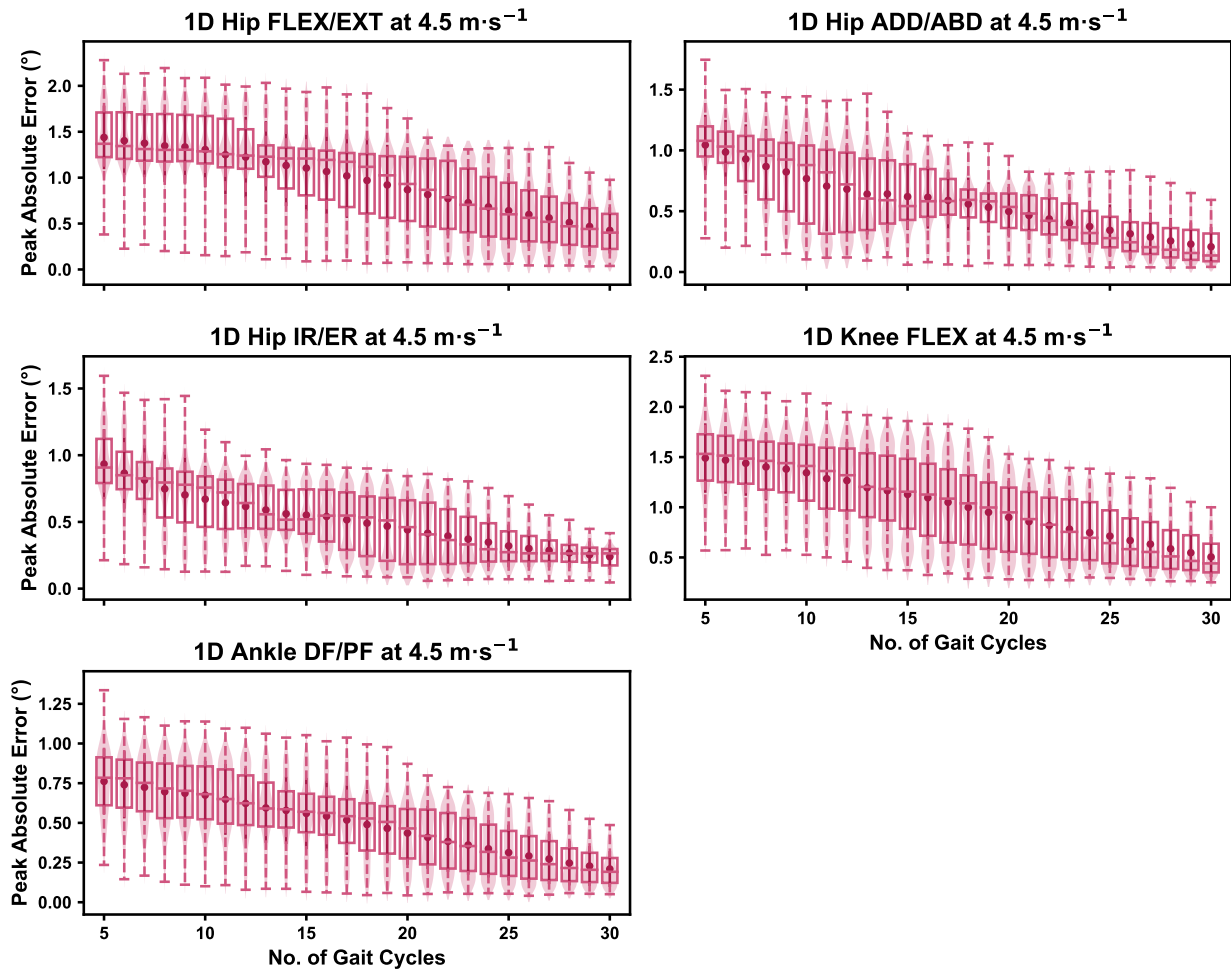 1D Hip FLEX/EXT at 4.5 m·s⁻¹
Peak Absolute Error (°)
2.0
1.5
1.0
0.5
0.0
1D Hip ADD/ABD at 4.5 m·s⁻¹
1.5
1.0
0.5
0.0
1D Hip IR/ER at 4.5 m·s⁻¹
Peak Absolute Error (°)
1.5
1.0
0.5
0.0
1D Knee FLEX at 4.5 m·s⁻¹
2.5
2.0
1.5
1.0
0.5
5 10 15 20 25 30
No. of Gait Cycles
1D Ankle DF/PF at 4.5 m·s⁻¹
Peak Absolute Error (°)
1.25
1.00
0.75
0.50
0.25
0.00
5 10 15 20 25 30
No. of Gait Cycles